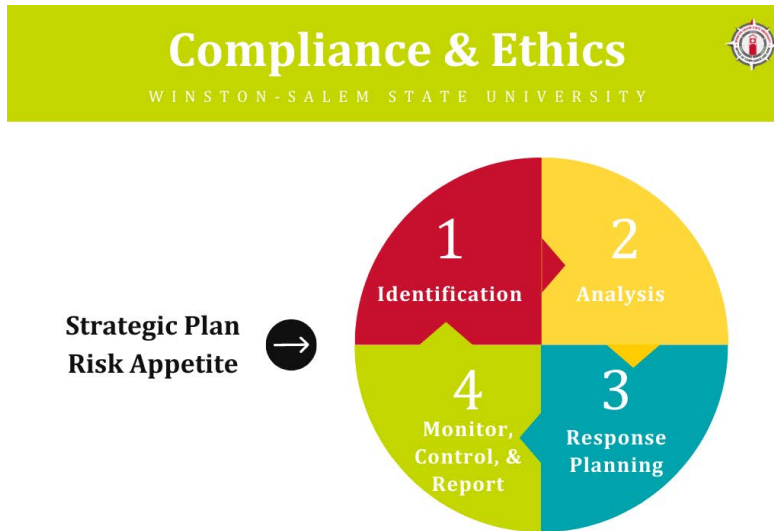 Compliance & Ethics
WINSTON-SALEM STATE UNIVERSITY
Strategic Plan
Risk Appetite
1
Identification
2
Analysis
3
Response
Planning
4
Monitor,
Control, &
Report